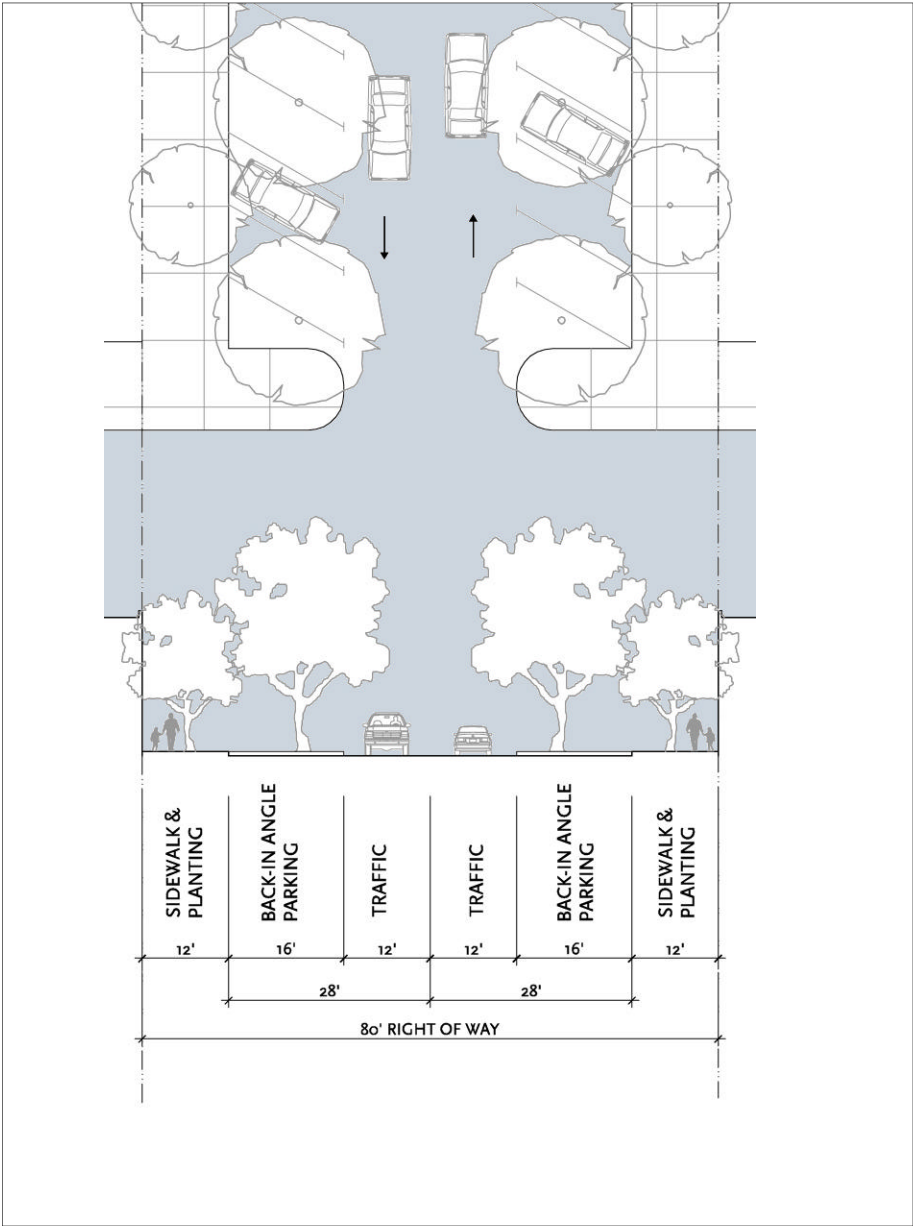 SIDEWALK &
PLANTING
BACK-IN ANGLE
PARKING
TRAFFIC
TRAFFIC
BACK-IN ANGLE
PARKING
SIDEWALK &
PLANTING
12' 16' 12' 12' 16' 12'
28' 28'
80' RIGHT OF WAY